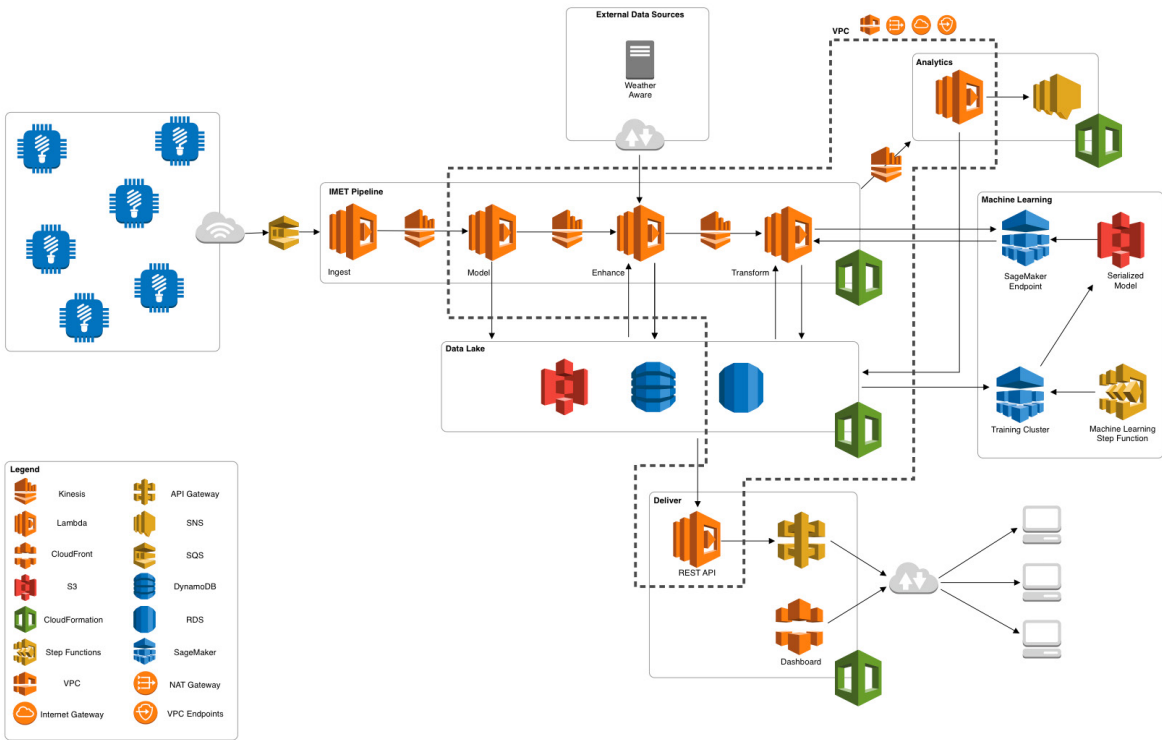 External Data Sources
Weather
Aware
VPC
Analytics
IMET Pipeline
Ingest
Model
Enhance
Transform
Machine Learning
SageMaker
Endpoint
Serialized
Model
Data Lake
Training Cluster
Machine Learning
Step Function
Legend
Kinesis
API Gateway
Lambda
SNS
CloudFront
SQS
S3
DynamoDB
CloudFormation
RDS
Step Functions
SageMaker
VPC
NAT Gateway
Internet Gateway
VPC Endpoints
Deliver
REST API
Dashboard